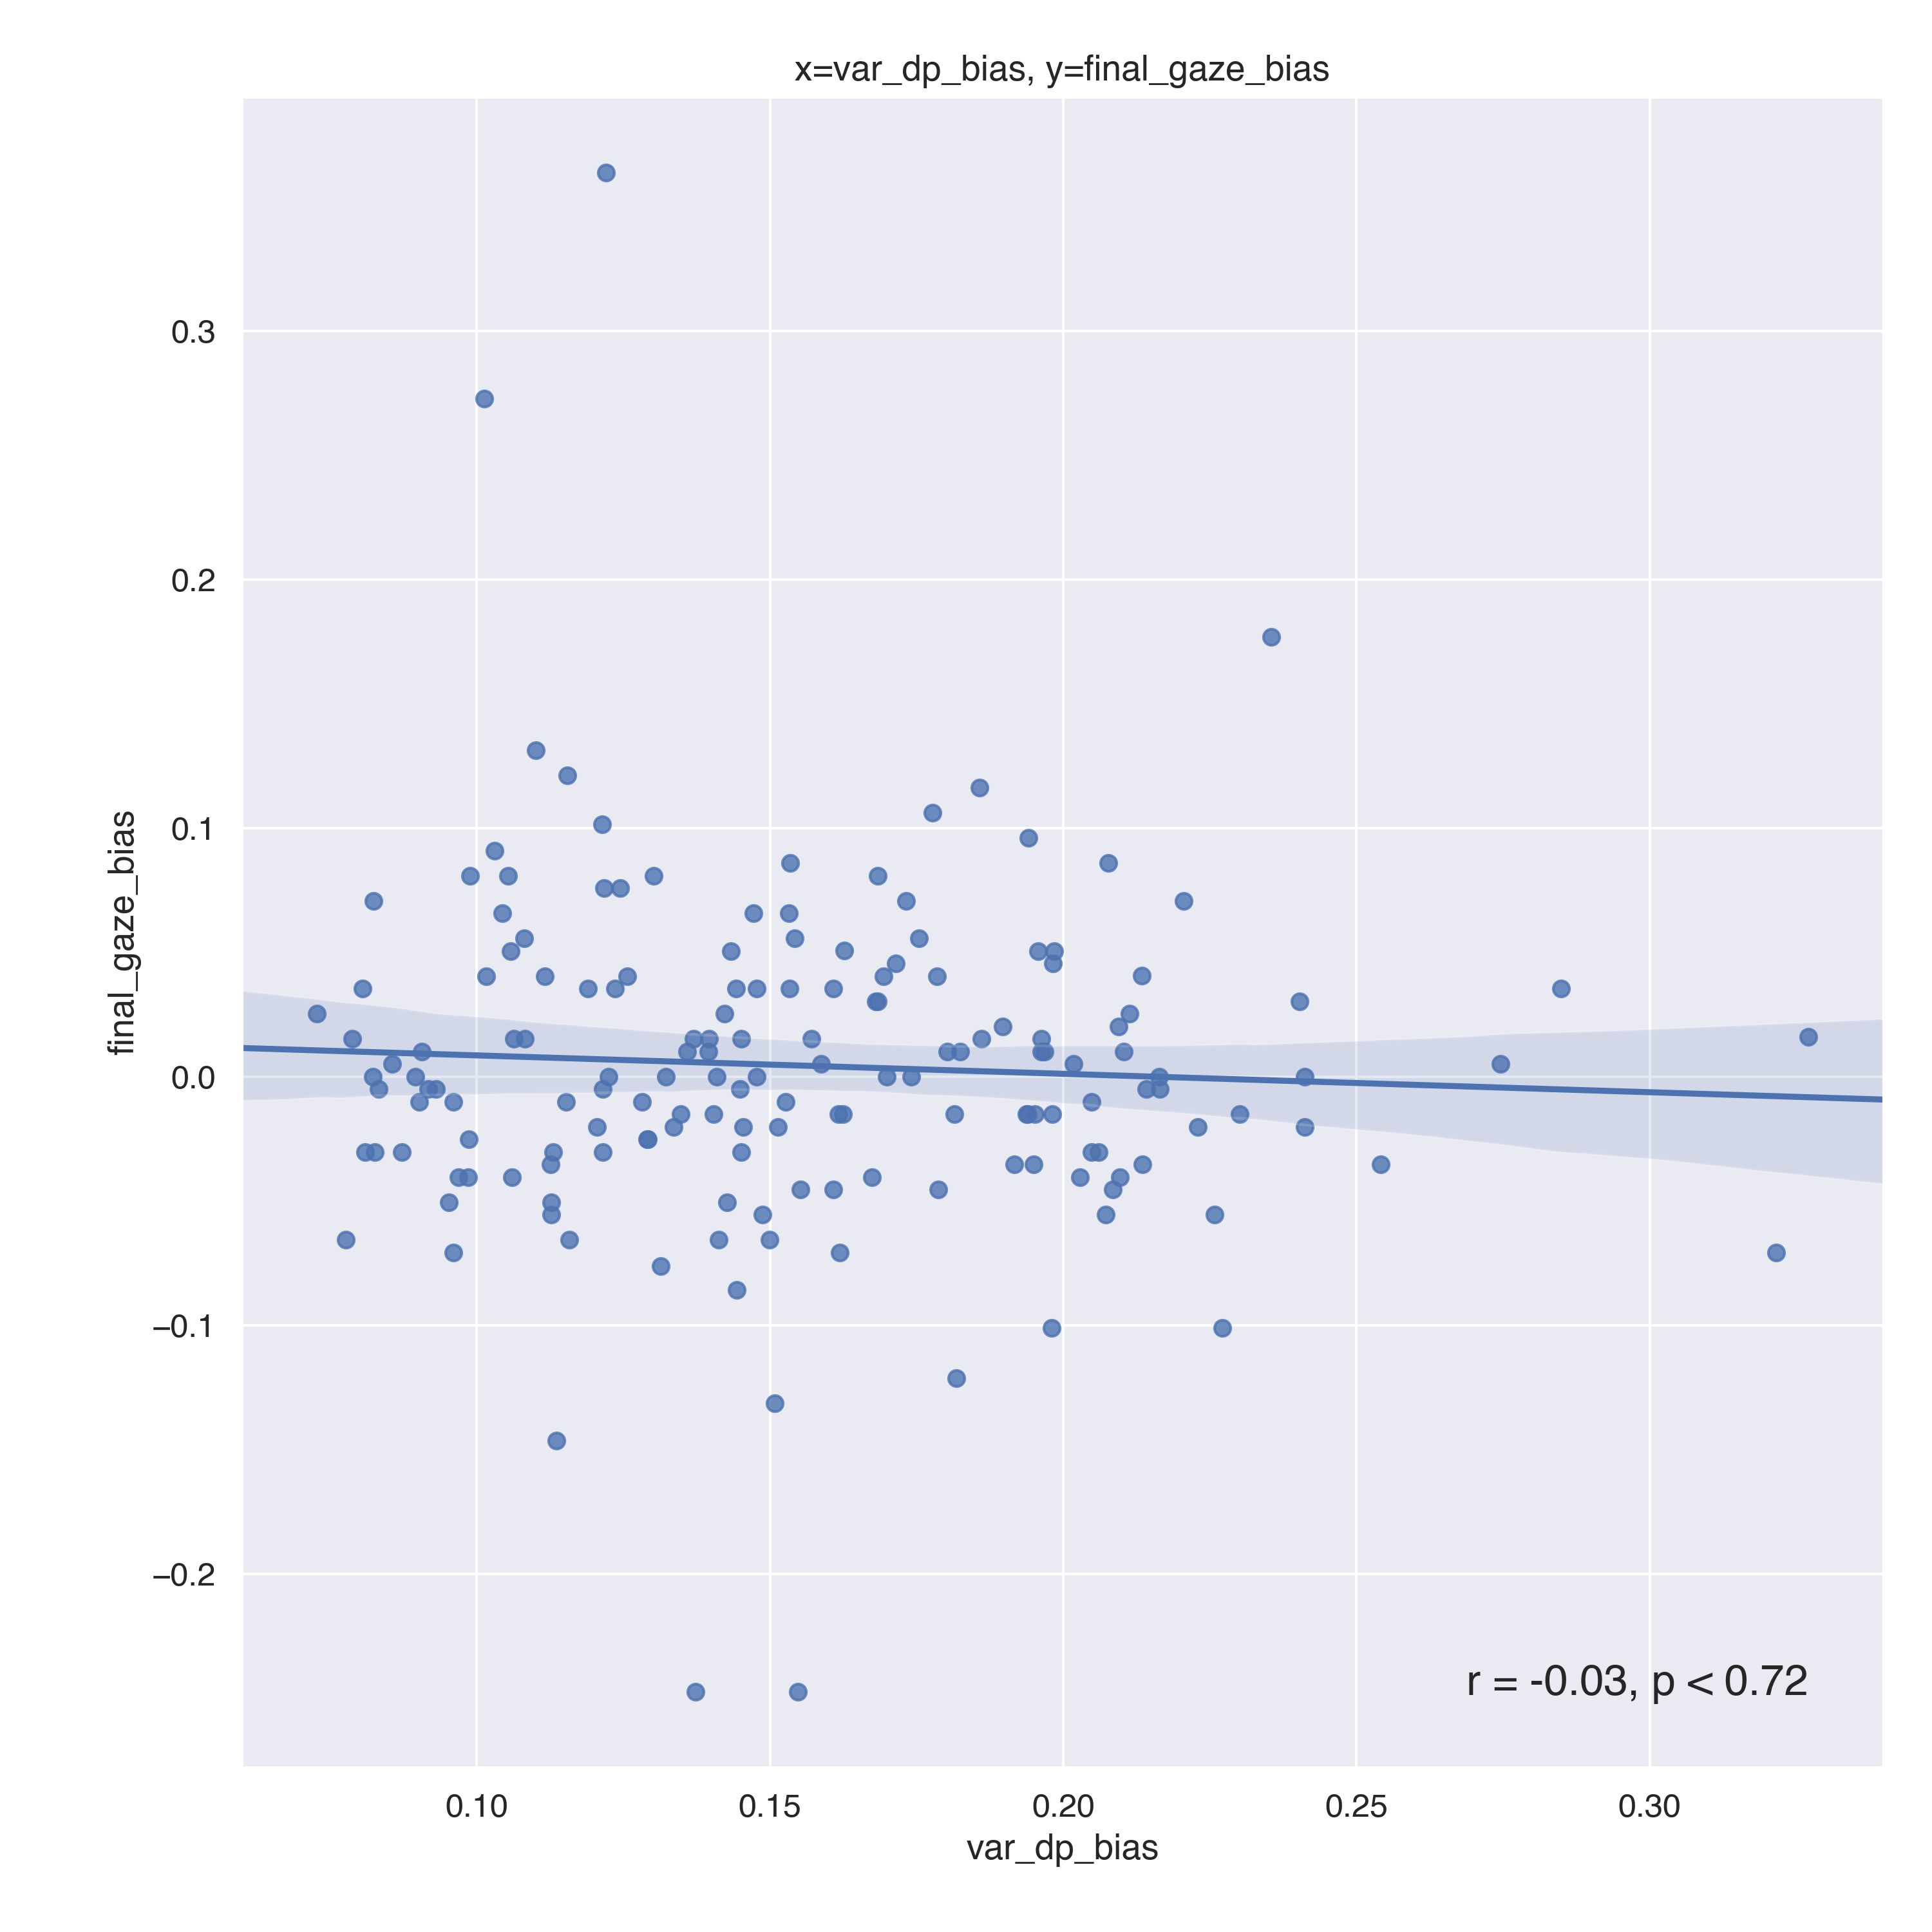 x=var_dp_bias, y=final_gaze_bias
0.3
0.2
0.1
0.0
−0.1
−0.2
final_gaze_bias
r = -0.03, p < 0.72
0.10 0.15 0.20 0.25 0.30
var_dp_bias